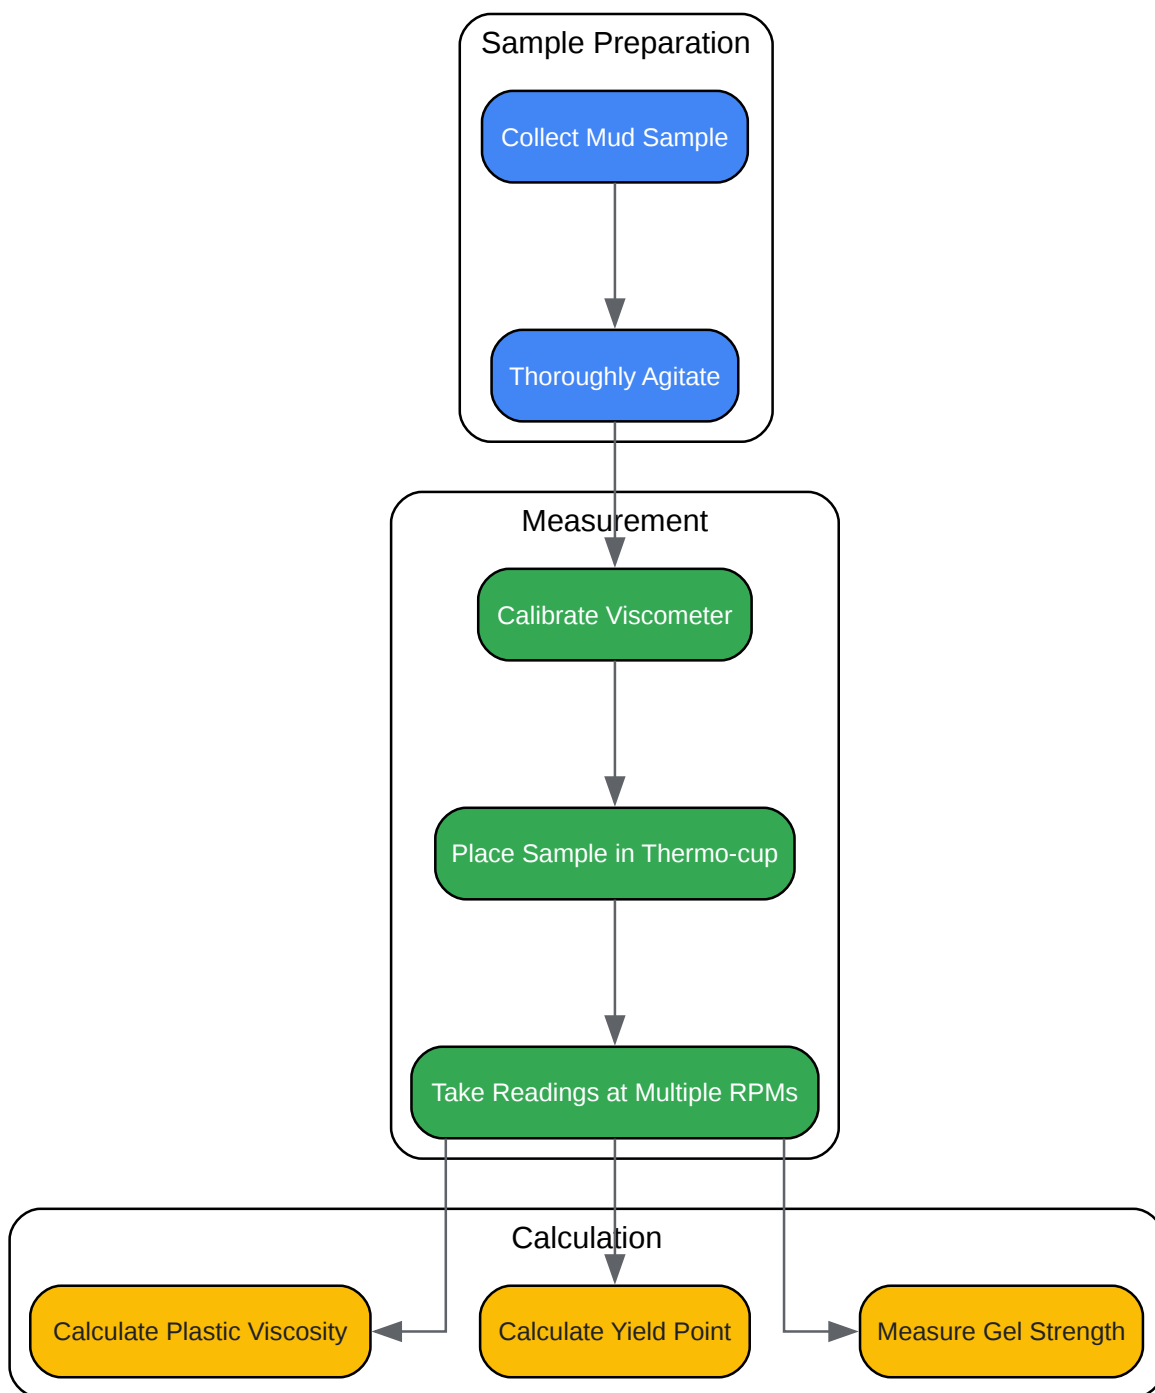 Sample Preparation
Collect Mud Sample
Thoroughly Agitate
Measurement
Calibrate Viscometer
Place Sample in Thermo-cup
Take Readings at Multiple RPMs
Calculation
Calculate Plastic Viscosity
Calculate Yield Point
Measure Gel Strength